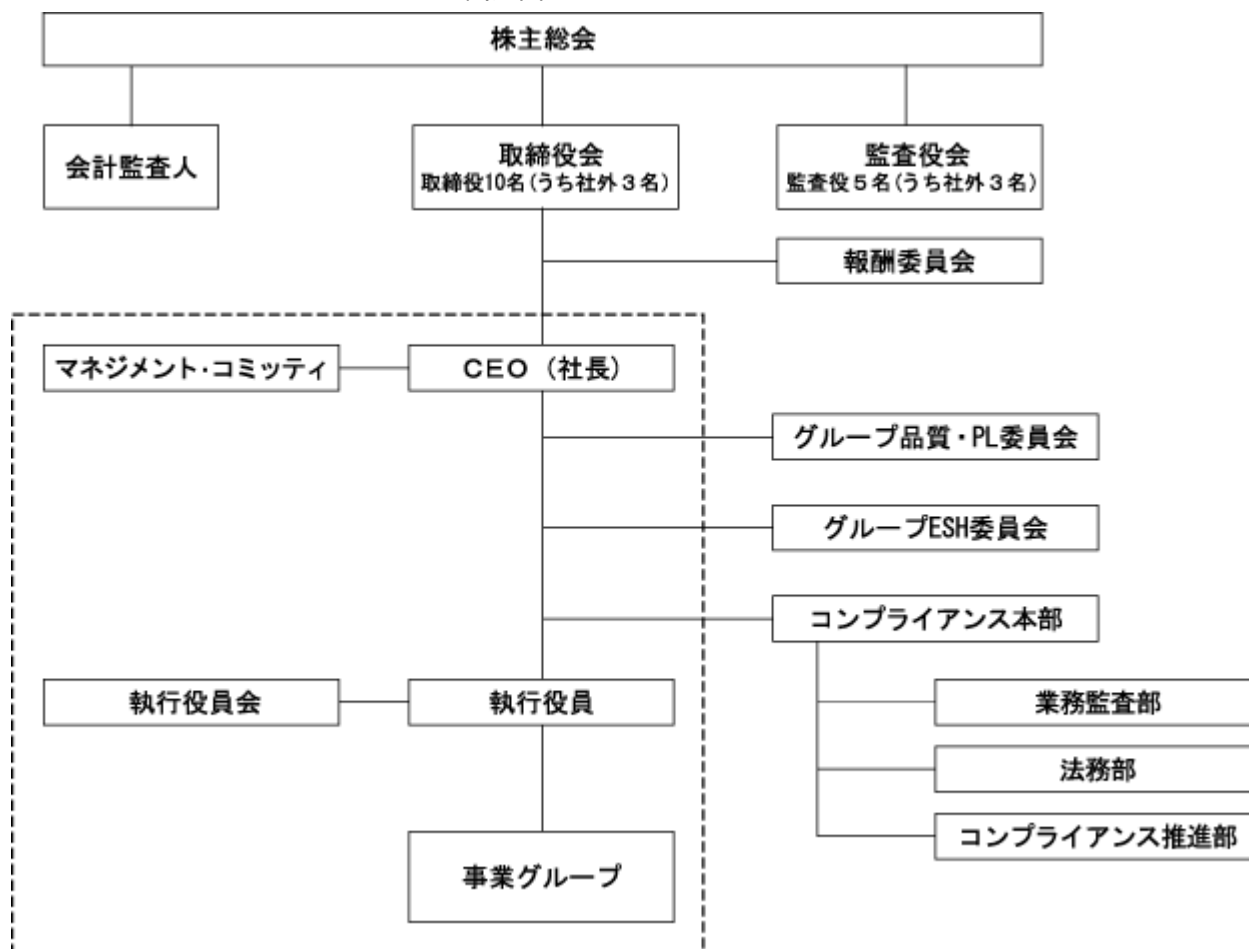 株主総会
会計監査人
取締役会
取締役10名(うち社外３名)
監査役会
監査役５名(うち社外３名)
報酬委員会
マネジメント･コミッティ
ＣＥＯ（社長）
グループ品質・PL委員会
グループESH委員会
コンプライアンス本部
執行役員会
執行役員
業務監査部
法務部
コンプライアンス推進部
事業グループ